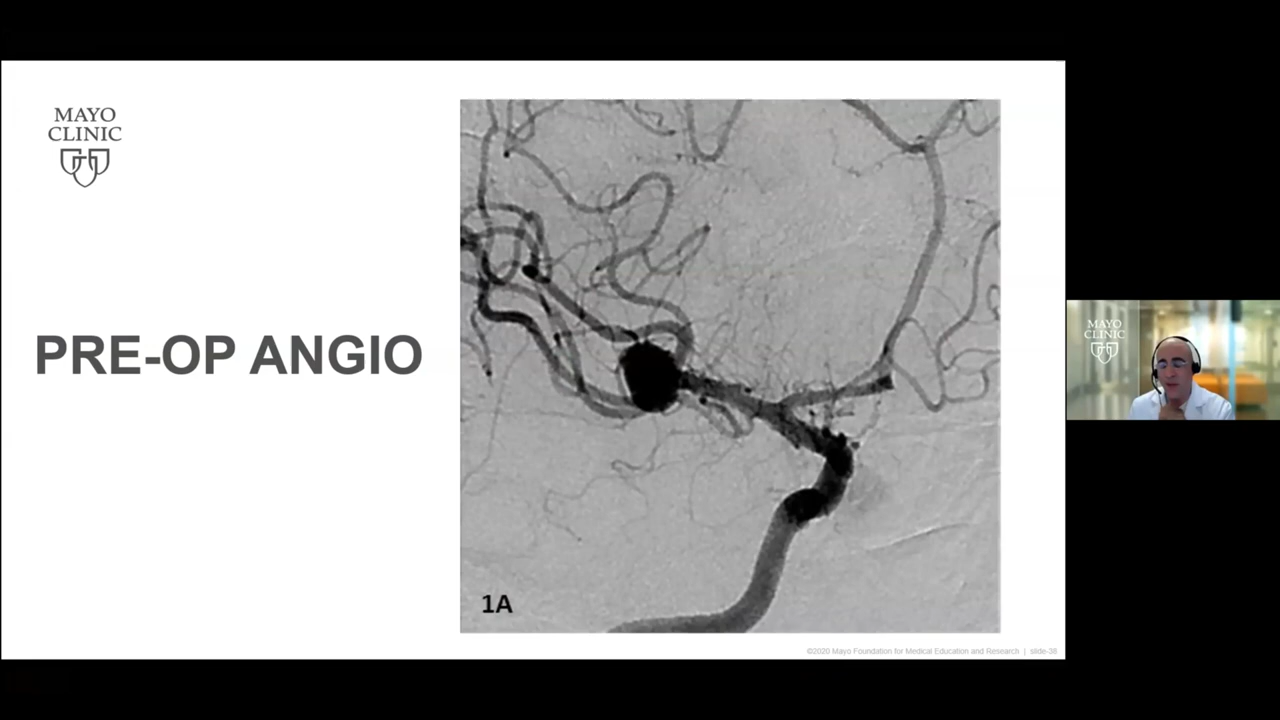 MAYO
CLINIC
PRE-OP ANGIO
1A
©2020 Mayo Foundation for Medical Education and Research | slide-38
MAYO
CLINIC